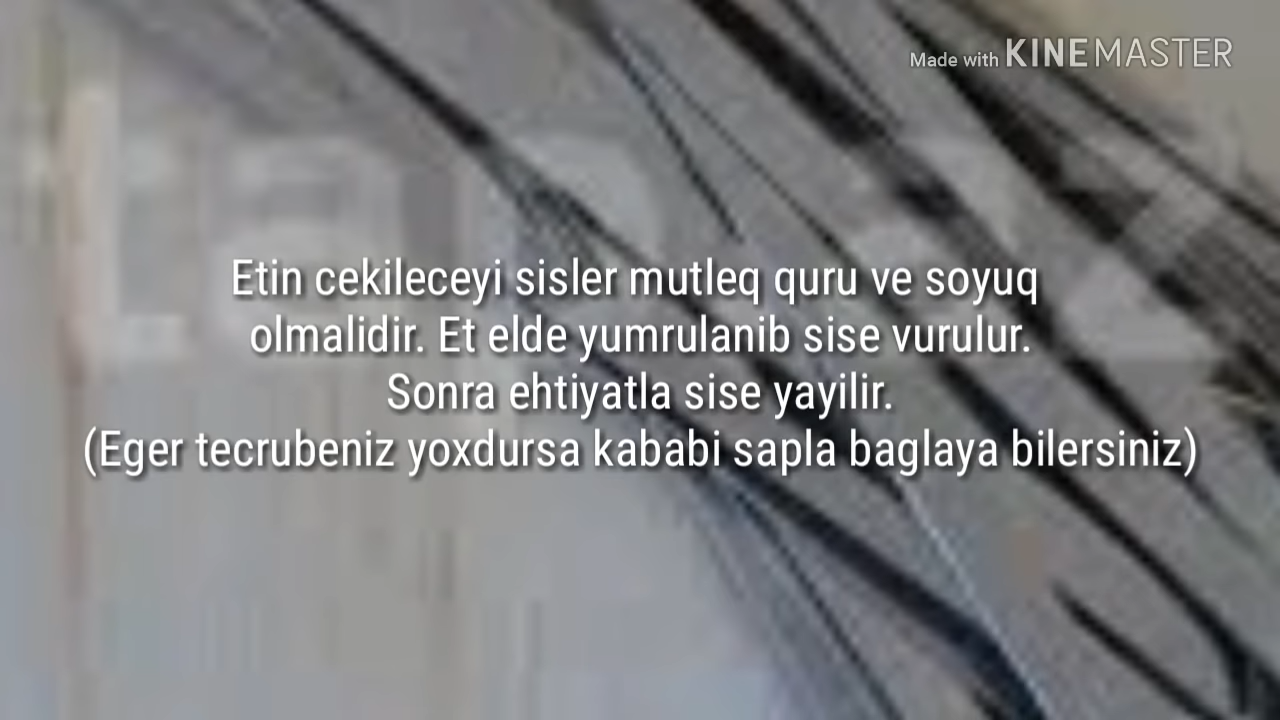 Made with KINEMASTER
Etin cekileceyi sisler mutleq quru ve soyuq
olmalidir. Et elde yumrulanib sise vurulur.
Sonra ehtiyatla sise yayilir.
(Eger tecrubeniz yoxdursa kababi sapla baglaya bilersiniz)